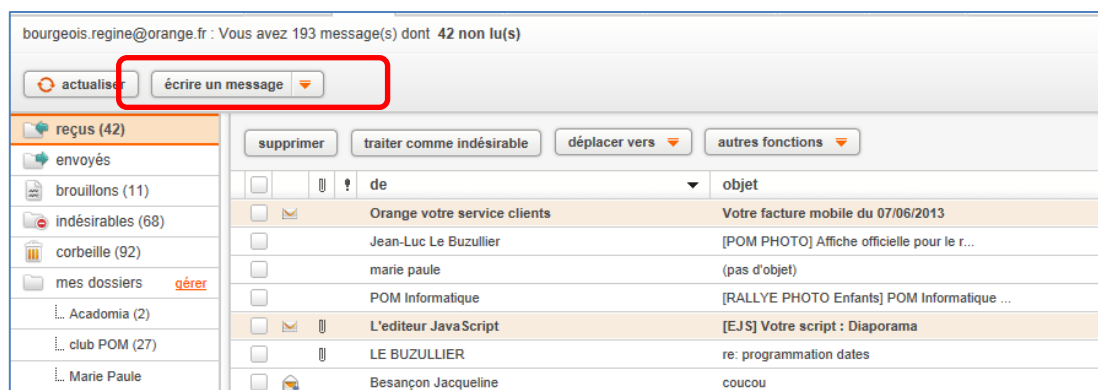 bourgeois.regine@orange.fr : Vous avez 193 message(s) dont 42 non lu(s)
actualiser écrire un message
reçus (42)
envoyés
brouillons (11)
indésirables (68)
corbeille (92)
mes dossiers gérer
Acadomia (2)
club POM (27)
Marie Paule
supprimer traiter comme indésirable déplacer vers autres fonctions
de objet
Orange votre service clients Votre facture mobile du 07/06/2013
Jean-Luc Le Buzullier [POM PHOTO] Affiche officielle pour le r...
marie paule (pas d'objet)
POM Informatique [RALLYE PHOTO Enfants] POM Informatique ...
L'editeur JavaScript [EJS] Votre script : Diaporama
LE BUZULLIER re: programmation dates
Besançon Jacqueline coucou